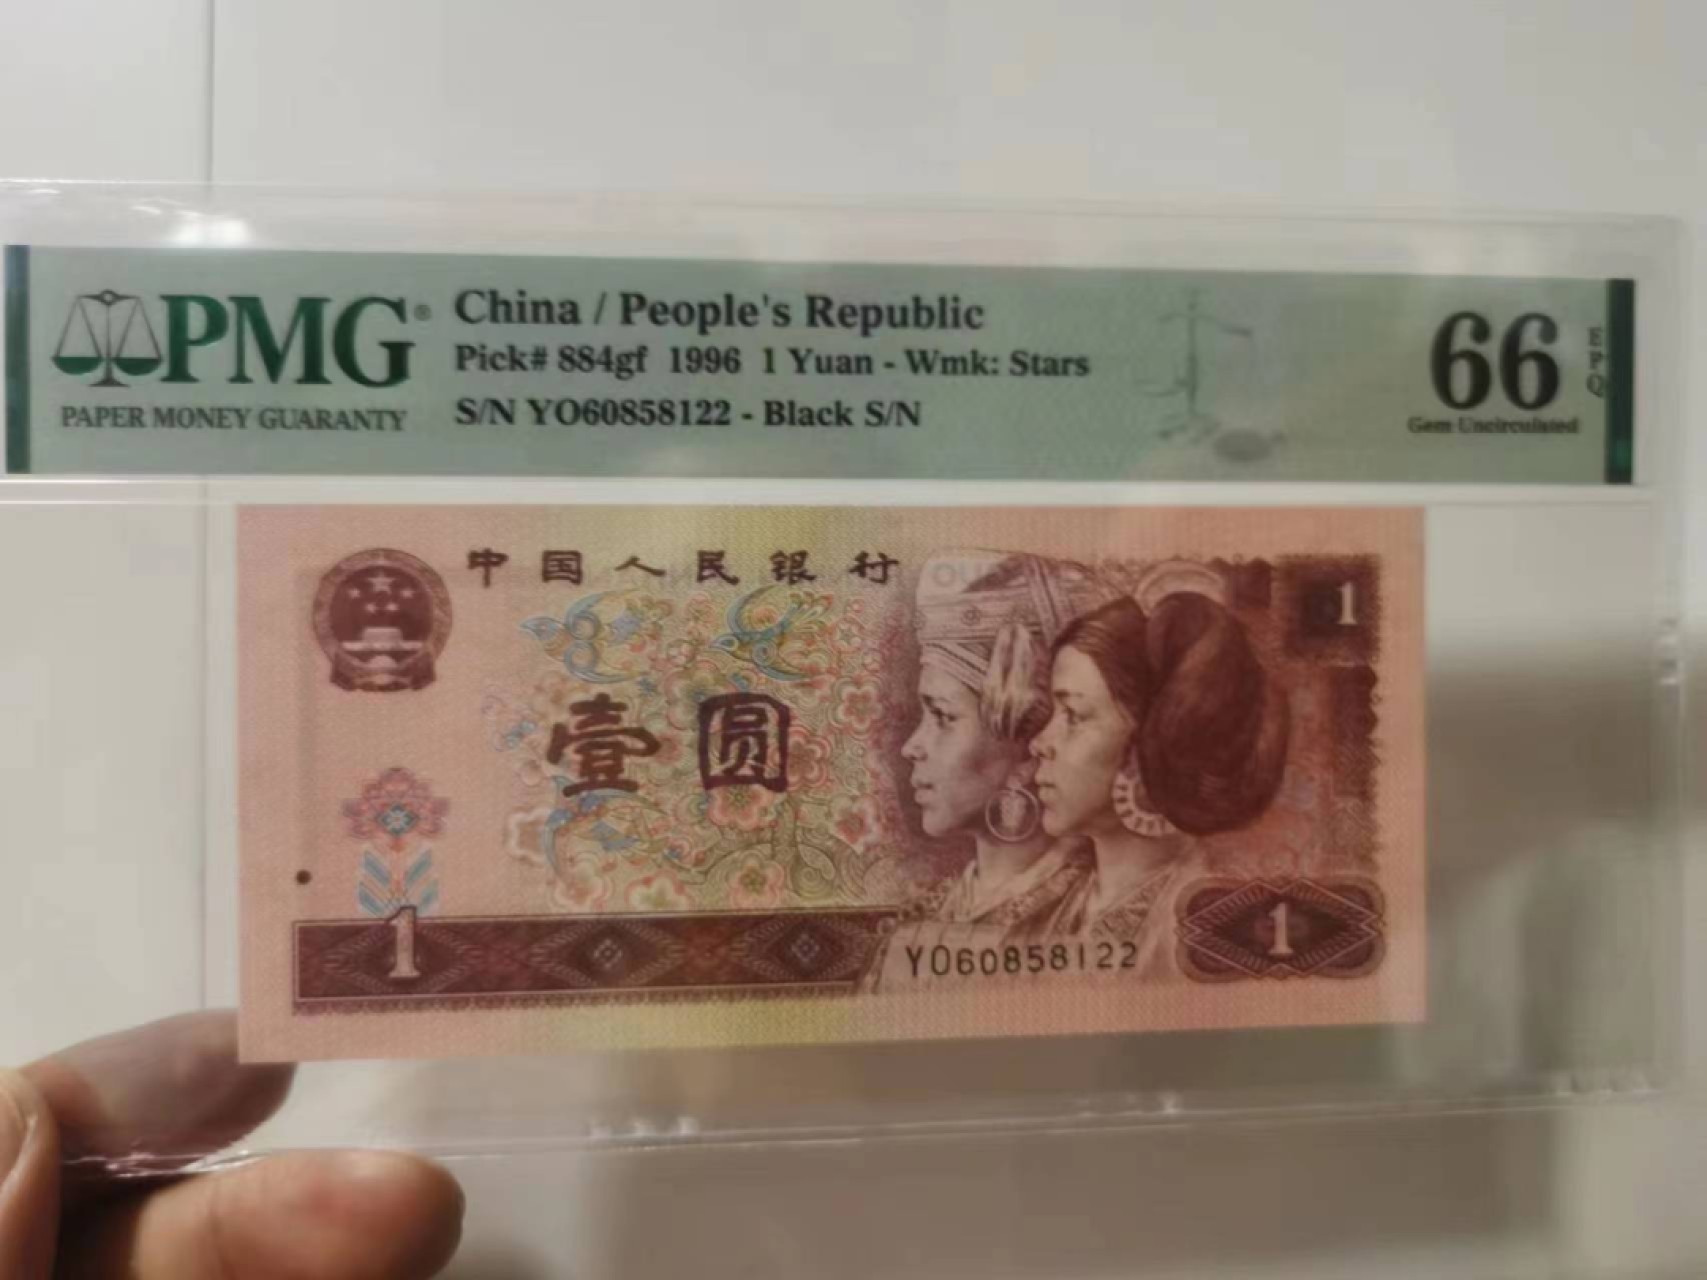 PMG®
PAPER MONEY GUARANTY
China / People's Republic
Pick# 884gf 1996 1 Yuan - Wmk: Stars
S/N YO60858122 - Black S/N
66
EPQ
Gem Uncirculated
中国人民银行
1
壹圆
1
YO60858122
1